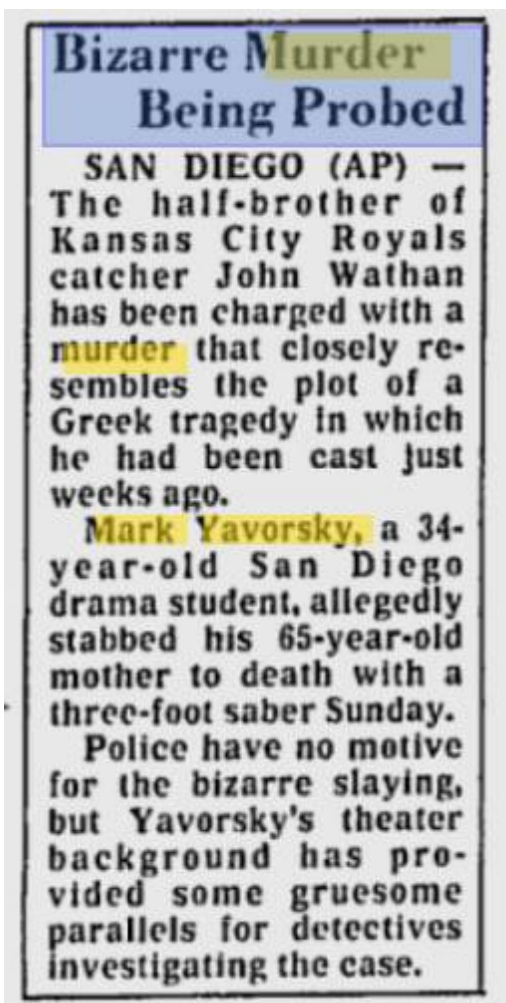 Bizarre Murder
Being Probed
SAN DIEGO (AP) —
The half-brother of
Kansas City Royals
catcher John Wathan
has been charged with a
murder that closely re-
sembles the plot of a
Greek tragedy in which
he had been cast just
weeks ago.
Mark Yavorsky, a 34-
year-old San Diego
drama student, allegedly
stabbed his 65-year-old
mother to death with a
three-foot saber Sunday.
Police have no motive
for the bizarre slaying,
but Yavorsky's theater
background has pro-
vided some gruesome
parallels for detectives
investigating the case.